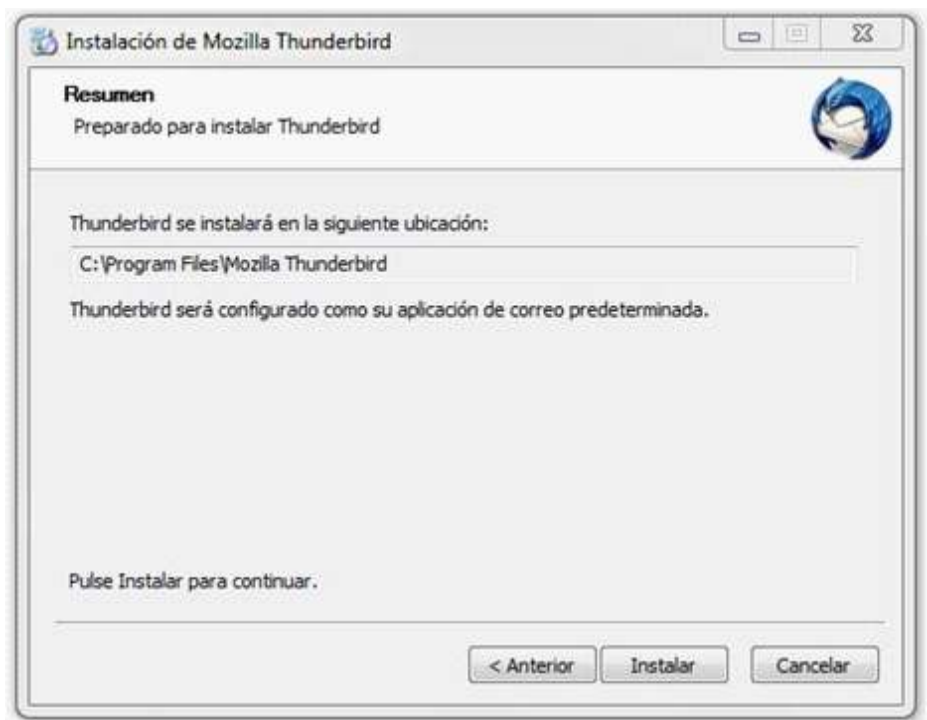 Instalación de Mozilla Thunderbird
Resumen
Preparado para instalar Thunderbird
Thunderbird se instalará en la siguiente ubicación:
C:\Program Files\Mozilla Thunderbird
Thunderbird será configurado como su aplicación de correo predeterminada.
Pulse Instalar para continuar.
< Anterior Instalar Cancelar